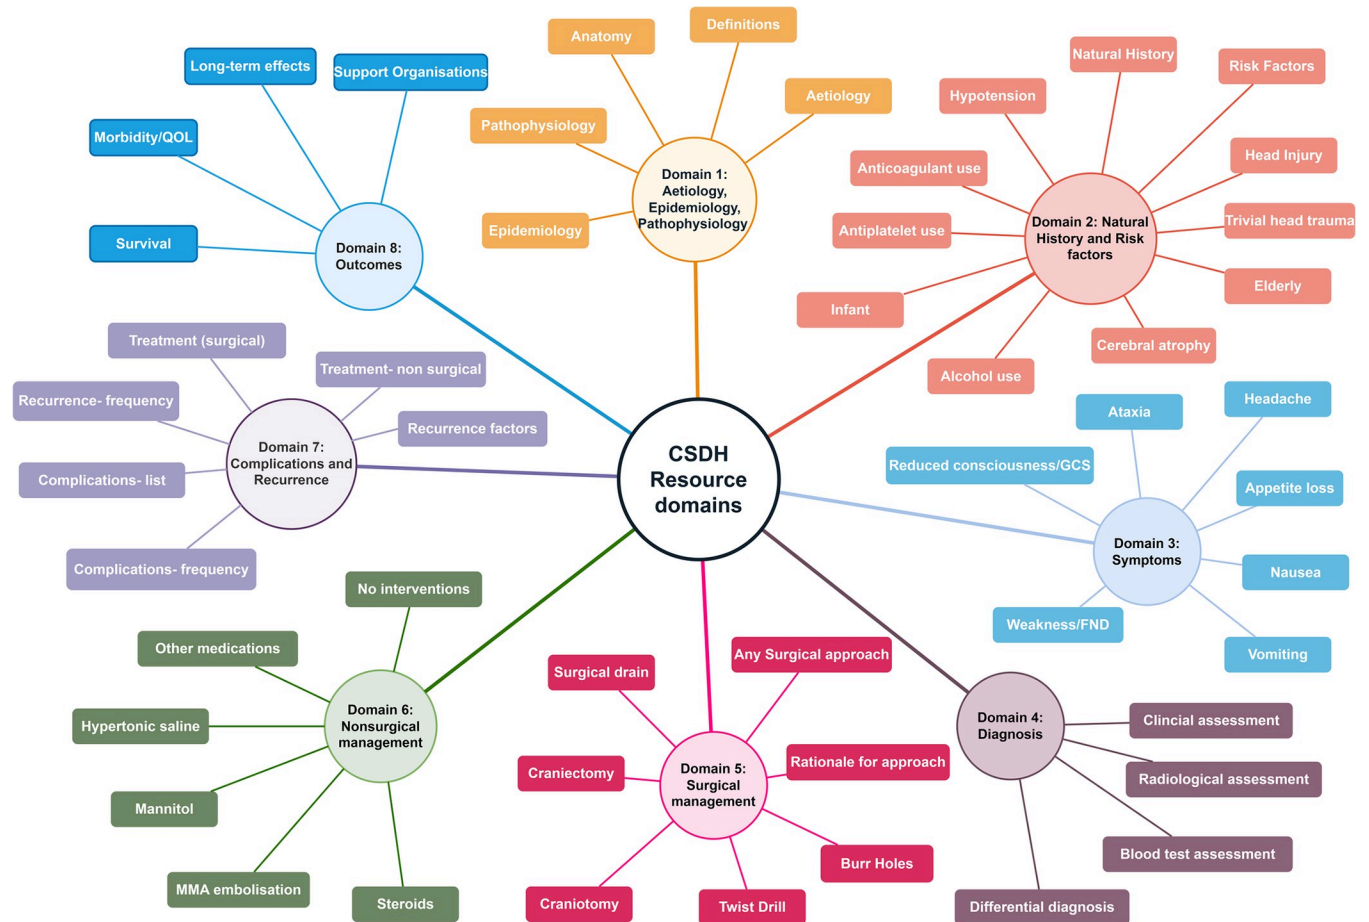 CSDH
Resource
domains
Domain 1:
Aetiology,
Epidemiology,
Pathophysiology
Definitions
Anatomy
Aetiology
Pathophysiology
Epidemiology
Domain 2: Natural
History and Risk
factors
Natural History
Risk Factors
Hypotension
Head Injury
Anticoagulant use
Trivial head trauma
Antiplatelet use
Elderly
Infant
Cerebral atrophy
Alcohol use
Domain 3:
Symptoms
Headache
Ataxia
Reduced consciousness/GCS
Appetite loss
Nausea
Weakness/FND
Vomiting
Domain 4:
Diagnosis
Clincial assessment
Radiological assessment
Blood test assessment
Differential diagnosis
Domain 5:
Surgical
management
Any Surgical approach
Surgical drain
Rationale for approach
Craniectomy
Burr Holes
Craniotomy
Twist Drill
Domain 6:
Nonsurgical
management
No interventions
Other medications
Hypertonic saline
Mannitol
MMA embolisation
Steroids
Domain 7:
Complications and
Recurrence
Treatment (surgical)
Treatment- non surgical
Recurrence- frequency
Recurrence factors
Complications- list
Complications- frequency
Domain 8:
Outcomes
Long-term effects
Support Organisations
Morbidity/QOL
Survival